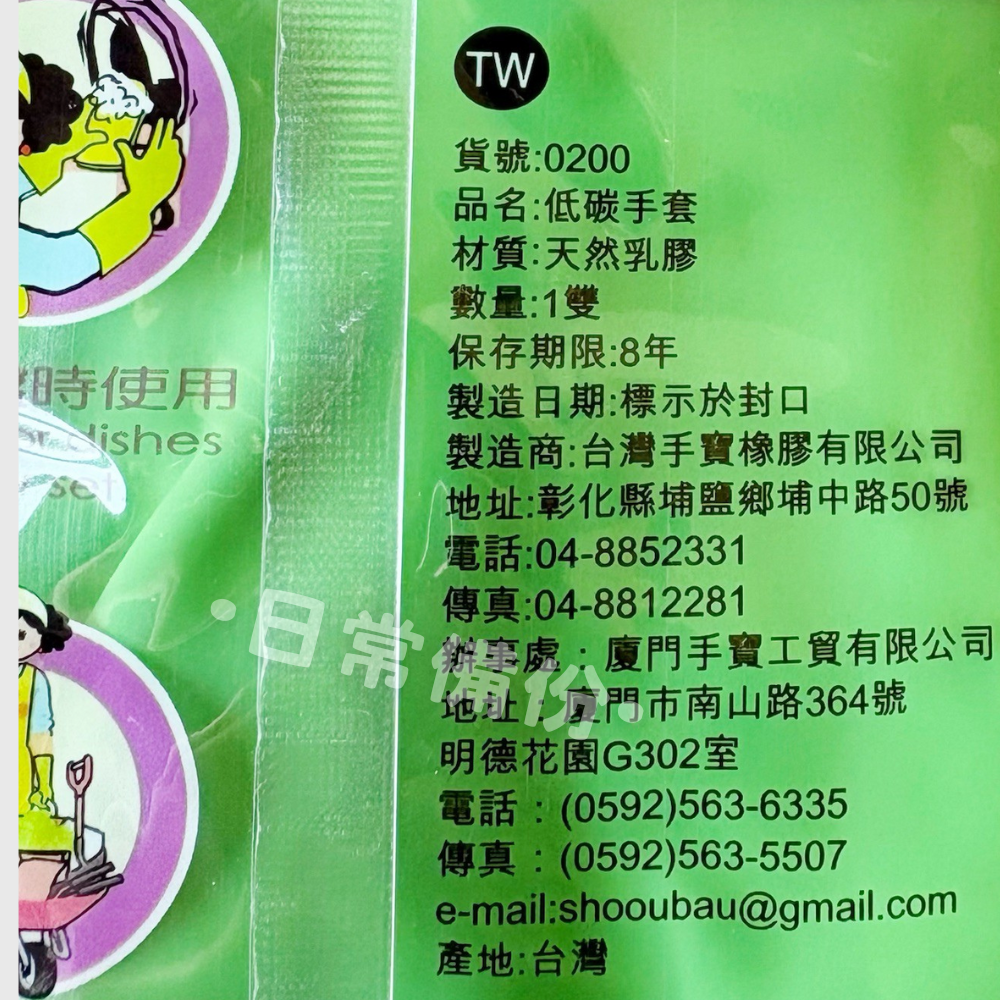 TW
貨號:0200
品名:低碳手套
材質:天然乳膠
數量:1雙
保存期限:8年
製造日期:標示於封口
製造商:台灣手寶橡膠有限公司
地址:彰化縣埔鹽鄉埔中路50號
電話:04-8852331
傳真:04-8812281
辦事處：廈門手寶工貿有限公司
地址：廈門市南山路364號
明德花園G302室
電話：(0592)563-6335
傳真：(0592)563-5507
e-mail:shooubau@gmail.com
產地:台灣
時使用
dishes
set
·日常備份·